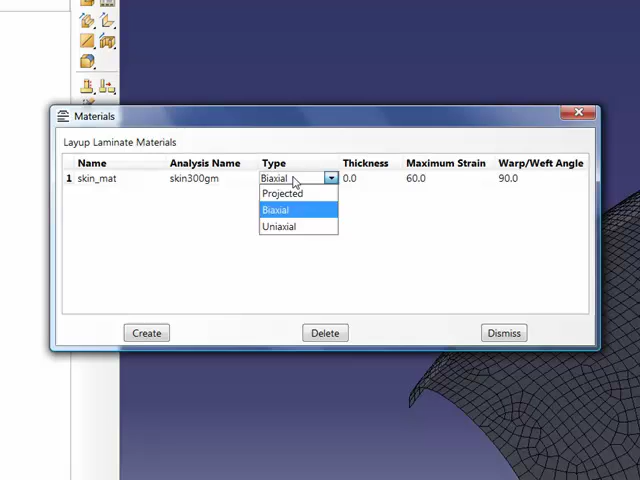 Materials
Layup Laminate Materials
Name Analysis Name Type Thickness Maximum Strain Warp/Weft Angle
1 skin_mat skin300gm Biaxial 0.0 60.0 90.0
Projected
Biaxial
Uniaxial
Create Delete Dismiss